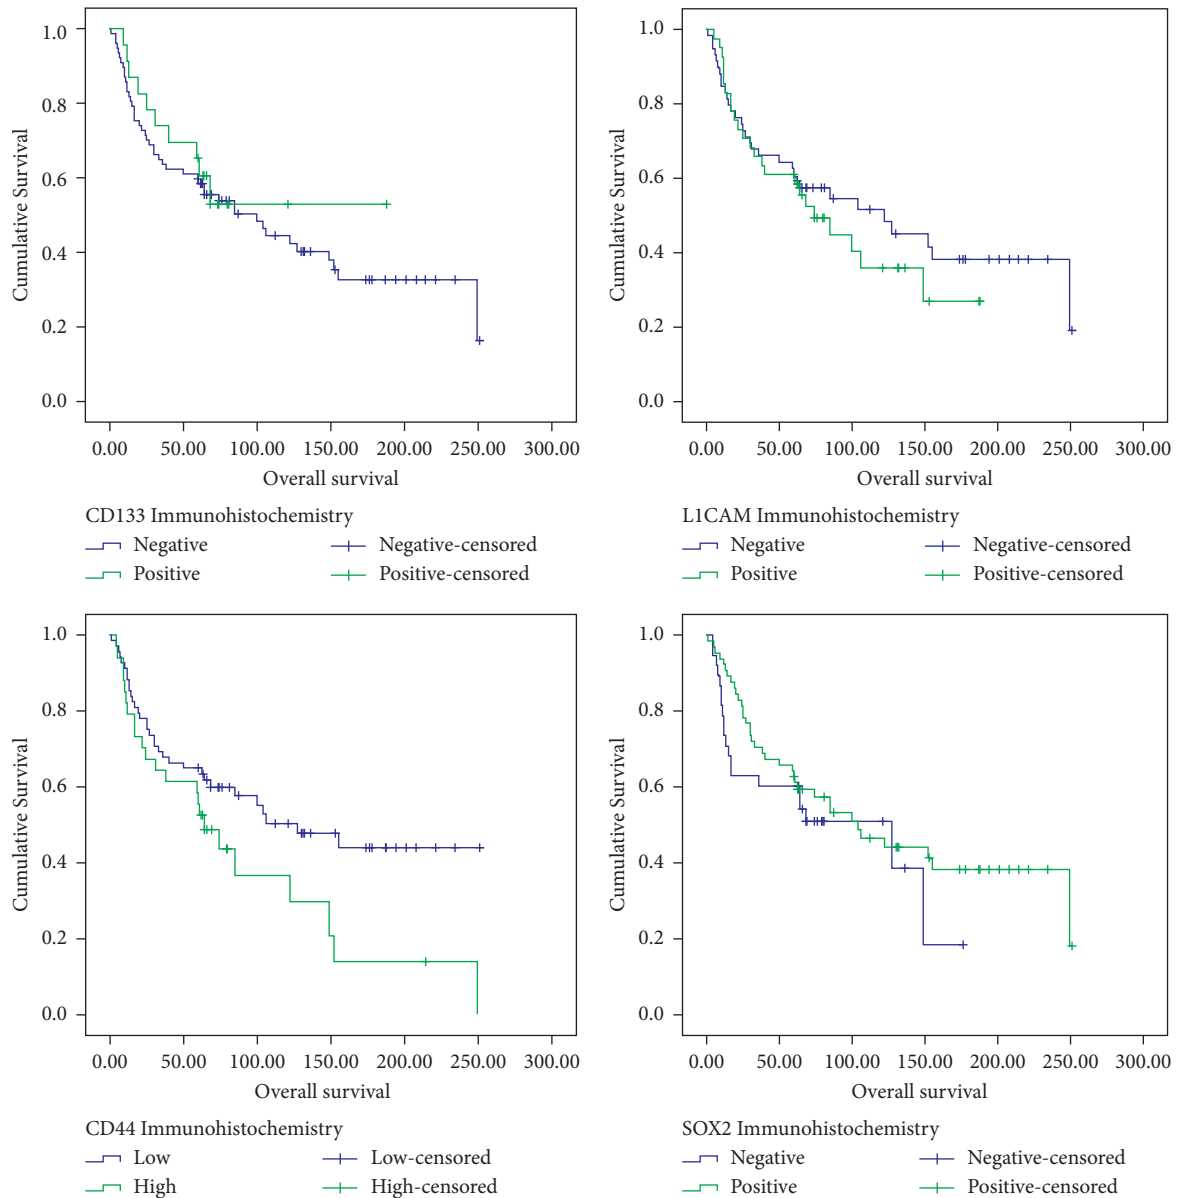 1.0
0.8
0.6
0.4
0.2
0.0
Cumulative Survival
0.00 50.00 100.00 150.00 200.00 250.00 300.00
Overall survival
CD133 Immunohistochemistry
Negative Negative-censored
Positive Positive-censored
1.0
0.8
0.6
0.4
0.2
0.0
Cumulative Survival
0.00 50.00 100.00 150.00 200.00 250.00 300.00
Overall survival
L1CAM Immunohistochemistry
Negative Negative-censored
Positive Positive-censored
1.0
0.8
0.6
0.4
0.2
0.0
Cumulative Survival
0.00 50.00 100.00 150.00 200.00 250.00 300.00
Overall survival
CD44 Immunohistochemistry
Low Low-censored
High High-censored
1.0
0.8
0.6
0.4
0.2
0.0
Cumulative Survival
0.00 50.00 100.00 150.00 200.00 250.00 300.00
Overall survival
SOX2 Immunohistochemistry
Negative Negative-censored
Positive Positive-censored